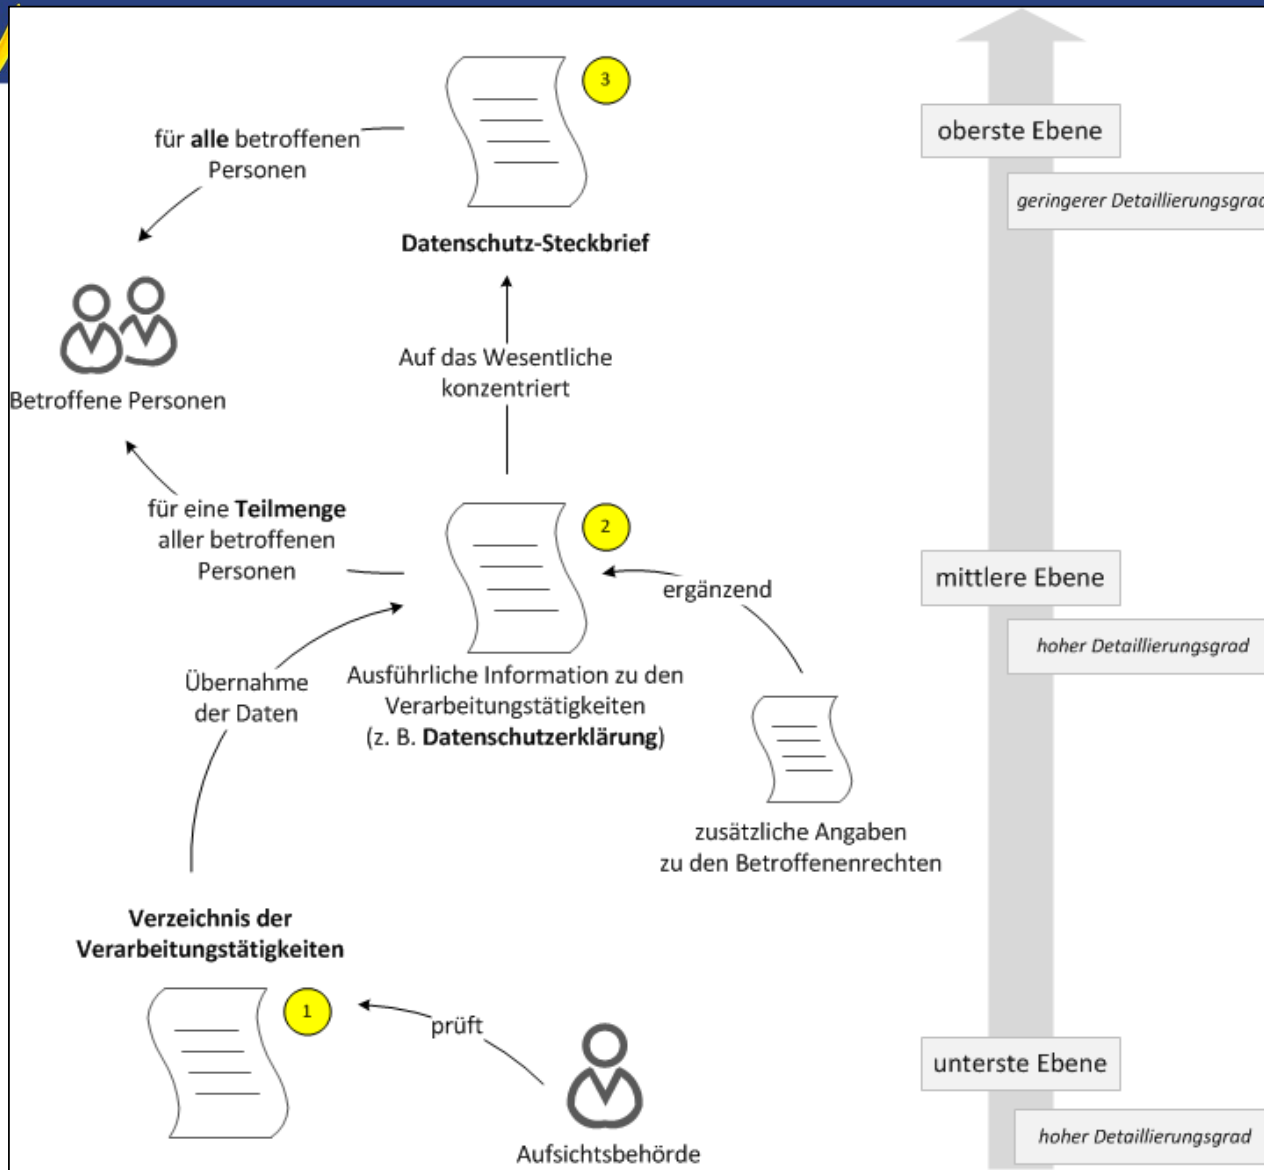 3
für alle betroffenen
Personen
oberste Ebene
geringerer Detaillierungsgrad
Datenschutz-Steckbrief
Auf das Wesentliche
konzentriert
Betroffene Personen
für eine Teilmenge
aller betroffenen
Personen
2
ergänzend
mittlere Ebene
hoher Detaillierungsgrad
Übernahme
der Daten
Ausführliche Information zu den
Verarbeitungstätigkeiten
(z. B. Datenschutzerklärung)
zusätzliche Angaben
zu den Betroffenenrechten
Verzeichnis der
Verarbeitungstätigkeiten
1
prüft
Aufsichtsbehörde
unterste Ebene
hoher Detaillierungsgrad